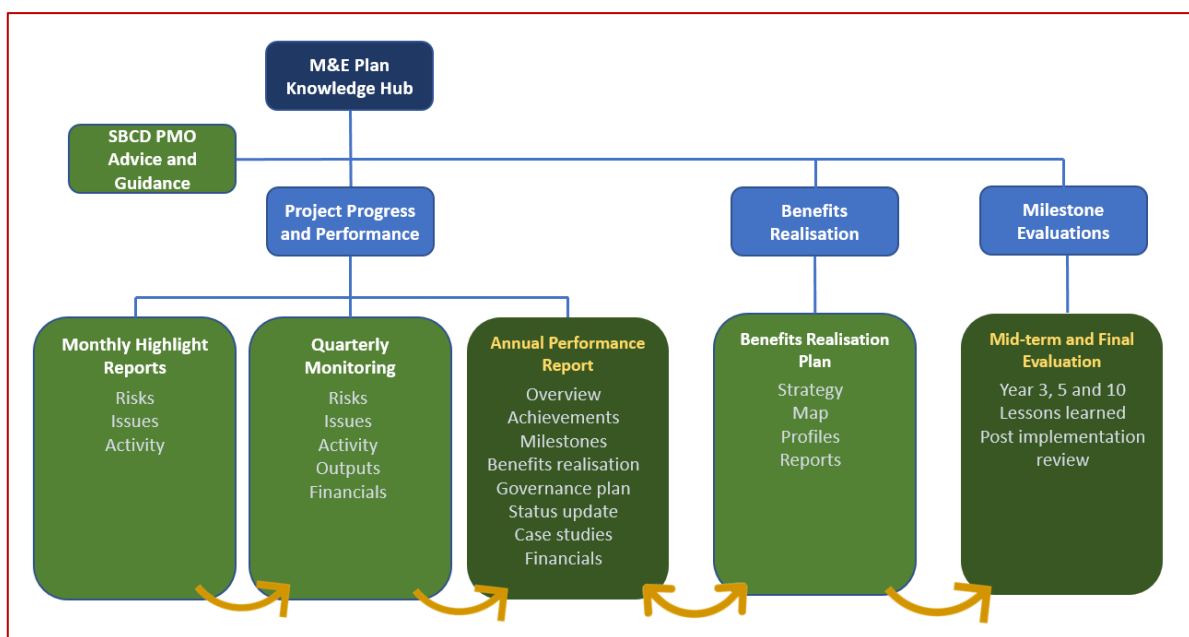 M&E Plan
Knowledge Hub
SBCD PMO
Advice and
Guidance
Project Progress
and Performance
Benefits
Realisation
Milestone
Evaluations
Monthly Highlight
Reports
Risks
Issues
Activity
Quarterly
Monitoring
Risks
Issues
Activity
Outputs
Financials
Annual Performance
Report
Overview
Achievements
Milestones
Benefits realisation
Governance plan
Status update
Case studies
Financials
Benefits Realisation
Plan
Strategy
Map
Profiles
Reports
Mid-term and Final
Evaluation
Year 3, 5 and 10
Lessons learned
Post implementation
review